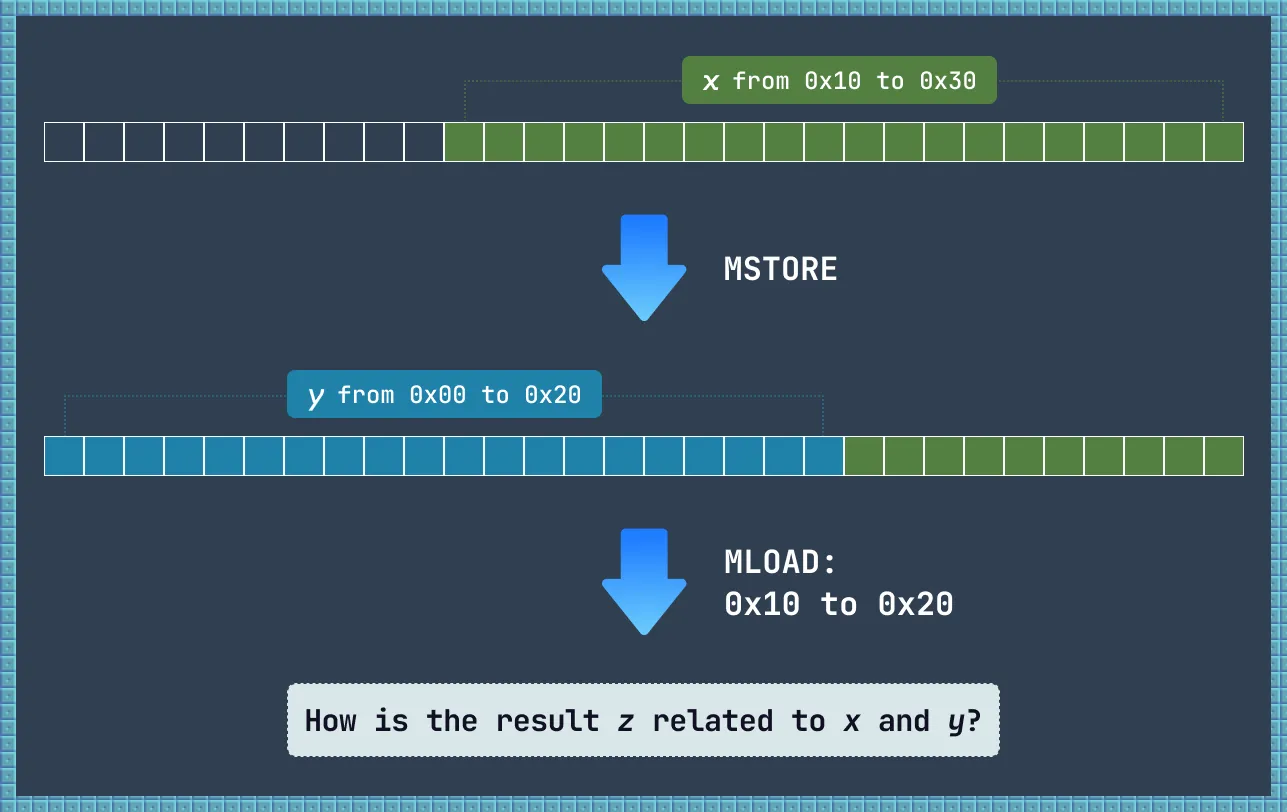 x from 0x10 to 0x30
MSTORE
y from 0x00 to 0x20
MLOAD:
0x10 to 0x20
How is the result z related to x and y?